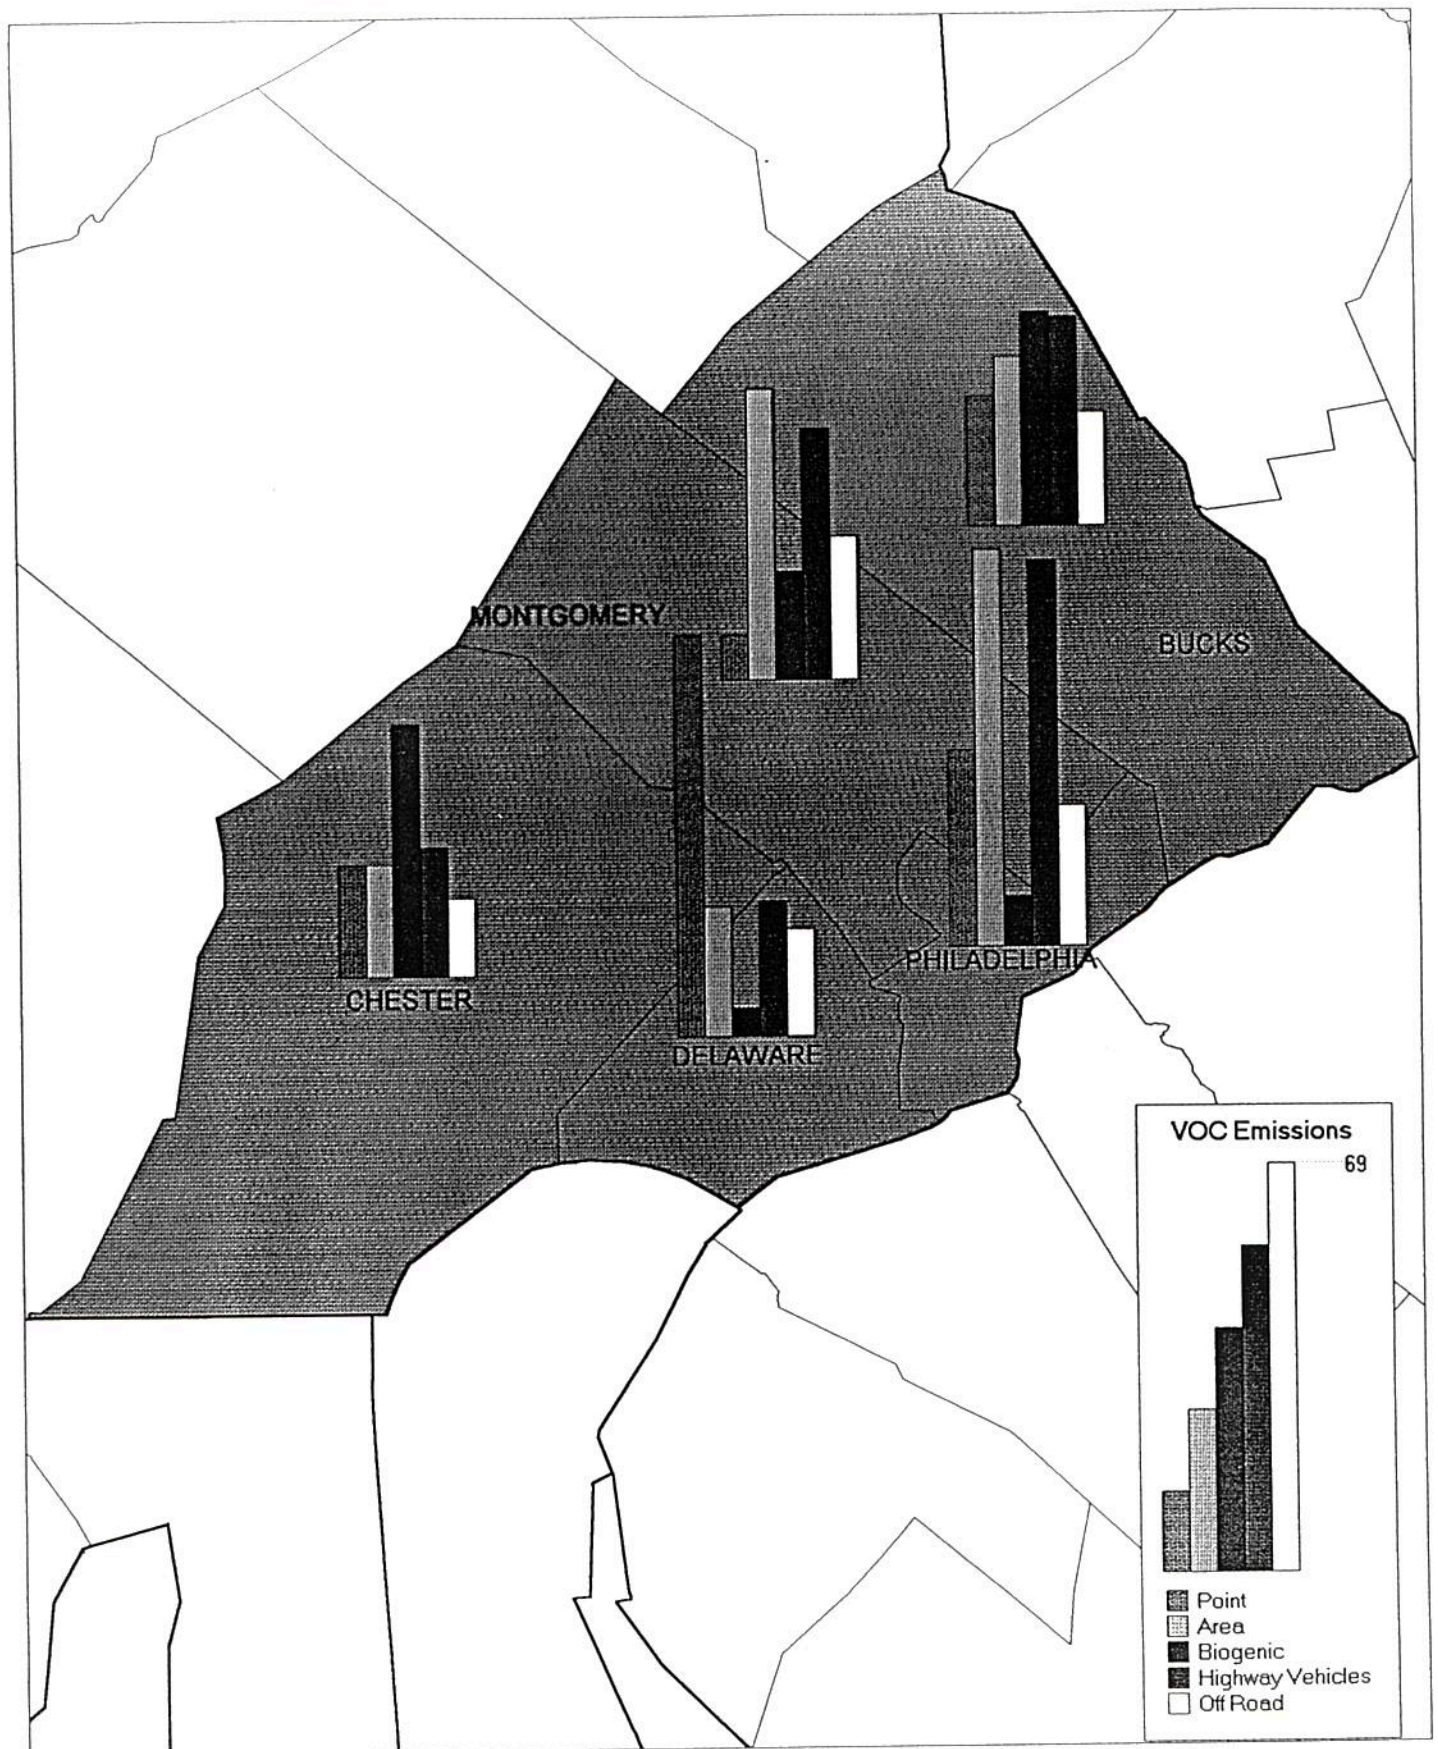 MONTGOMERY
BUCKS
PHILADELPHIA
CHESTER
DELAWARE
VOC Emissions
69
Point
Area
Biogenic
Highway Vehicles
Off Road